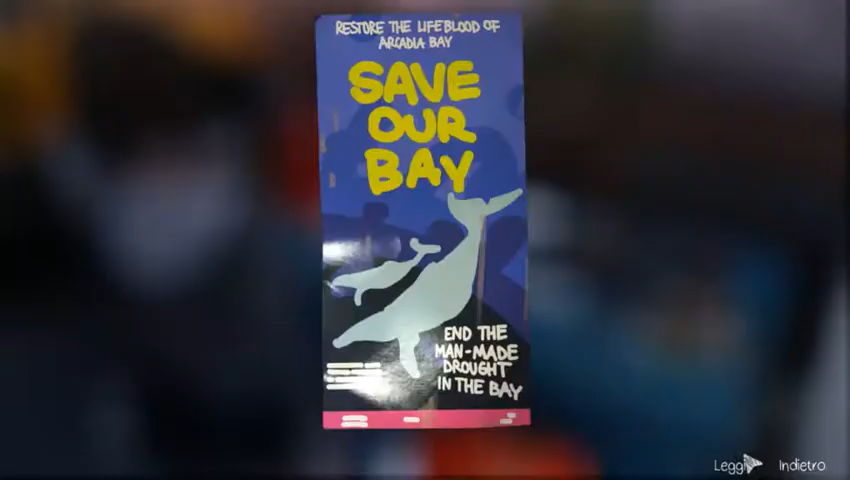 RESTORE THE LIFEBLOOD OF
ARCADIA BAY
SAVE
OUR
BAY
END THE
MAN-MADE
DROUGHT
IN THE BAY
Leggi
Indietro